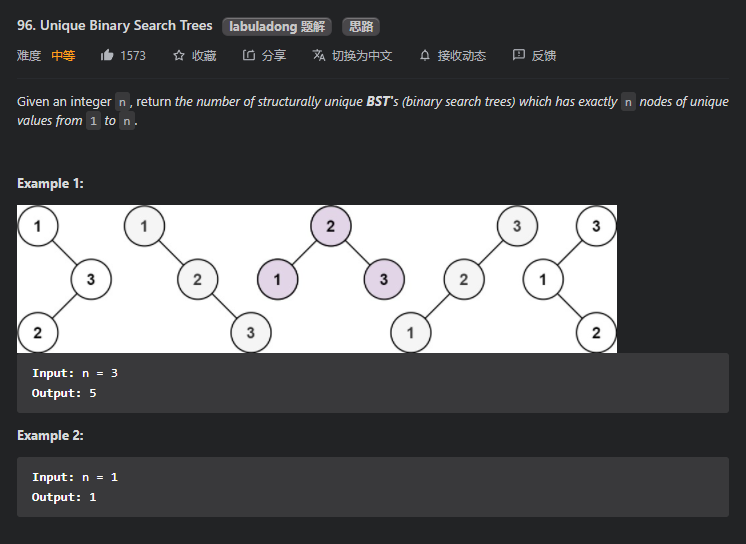 96. Unique Binary Search Trees labuladong 题解 思路
难度 中等 1573 收藏 分享 切换为中文 接收动态 反馈
Given an integer n, return the number of structurally unique BST's (binary search trees) which has exactly n nodes of unique
values from 1 to n.
Example 1:
1 1 2 3 3
3 2 1 3 2 1
2 3 1 2
Input: n = 3
Output: 5
Example 2:
Input: n = 1
Output: 1